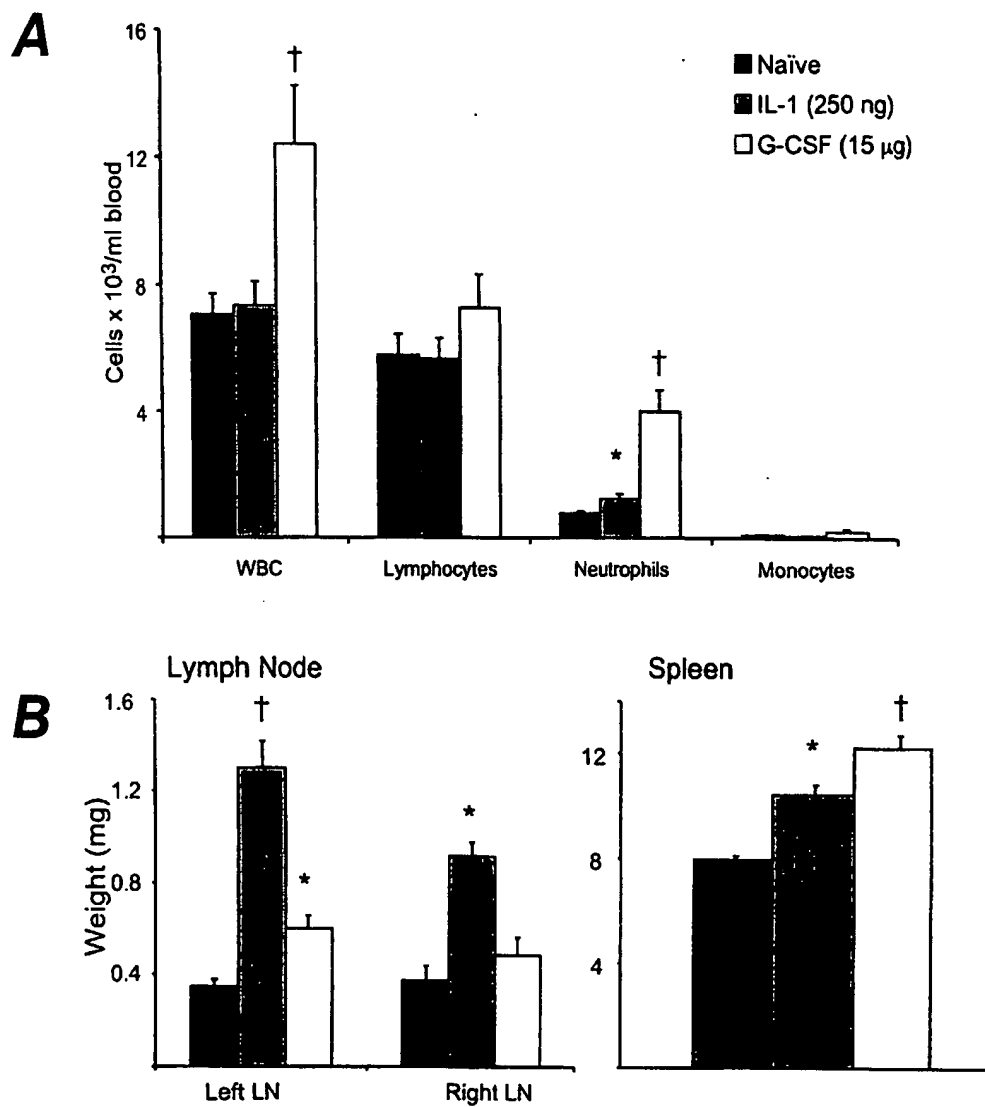 A
16
12
8
4
Cells x 10³/ml blood
†
†
*
Naïve
IL-1 (250 ng)
G-CSF (15 µg)
WBC Lymphocytes Neutrophils Monocytes
B
Lymph Node
1.6
1.2
0.8
0.4
Weight (mg)
†
*
*
Left LN Right LN
Spleen
12
8
4
*
†